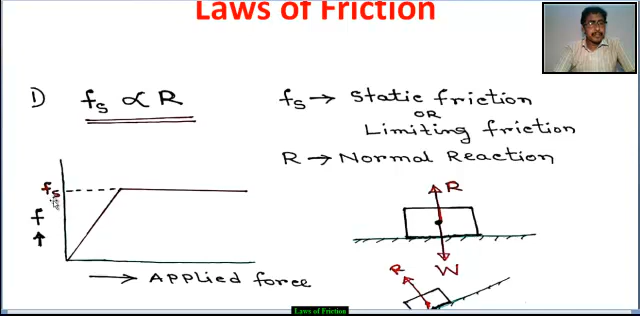 Laws of Friction
1) fs ∝ R
fs → Static friction
OR
Limiting friction
R → Normal Reaction
fs
f
↑
→ Applied force
R
W
R
Laws of Friction